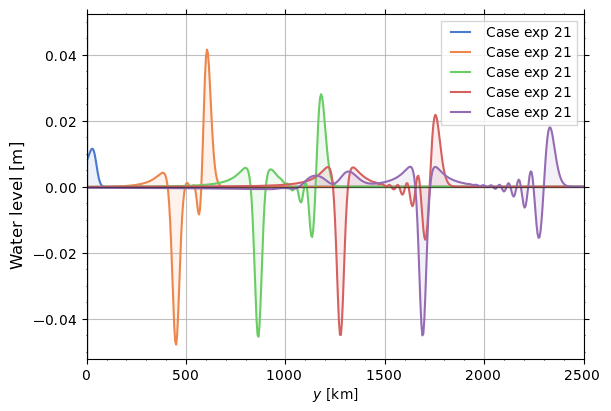 Case exp 21
Case exp 21
Case exp 21
Case exp 21
Case exp 21
Water level [m]
0.04
0.02
0.00
−0.02
−0.04
0 500 1000 1500 2000 2500
y [km]